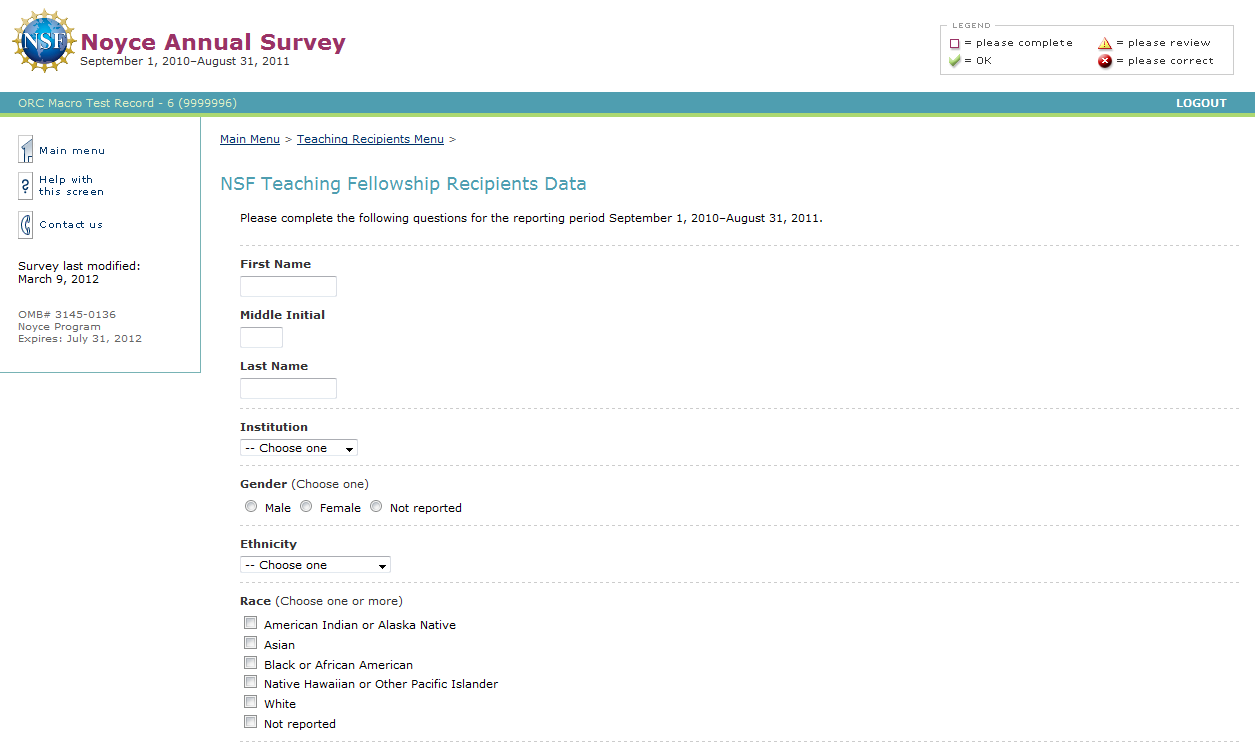 NSF
Noyce Annual Survey
September 1, 2010–August 31, 2011
LEGEND
= please complete
= please review
= OK
= please correct
ORC Macro Test Record - 6 (9999996)
LOGOUT
Main menu
Help with
this screen
Contact us
Survey last modified:
March 9, 2012
OMB# 3145-0136
Noyce Program
Expires: July 31, 2012
Main Menu > Teaching Recipients Menu >
NSF Teaching Fellowship Recipients Data
Please complete the following questions for the reporting period September 1, 2010–August 31, 2011.
First Name
Middle Initial
Last Name
Institution
-- Choose one
Gender (Choose one)
Male Female Not reported
Ethnicity
-- Choose one
Race (Choose one or more)
American Indian or Alaska Native
Asian
Black or African American
Native Hawaiian or Other Pacific Islander
White
Not reported